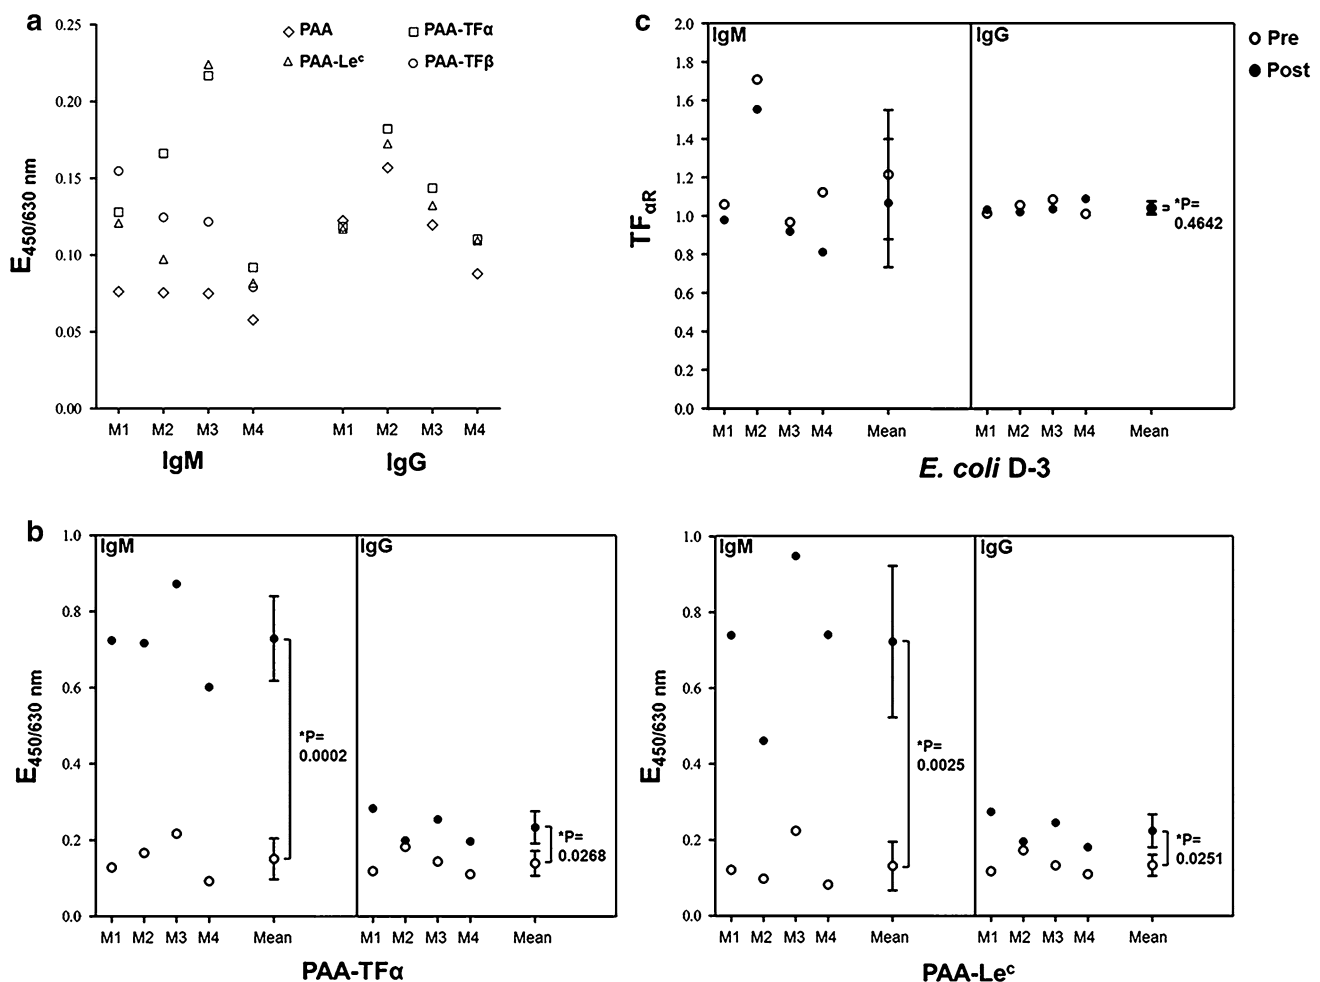 a
0.25
0.20
0.15
0.10
0.05
0.00
E450/630 nm
PAA
PAA-TFα
PAA-Leᶜ
PAA-TFβ
M1 M2 M3 M4 M1 M2 M3 M4
IgM IgG
c
2.0
1.8
1.6
1.4
1.2
1.0
0.8
0.6
0.4
0.2
0.0
TFαR
IgM IgG
Pre
Post
*P=
0.4642
M1 M2 M3 M4 Mean M1 M2 M3 M4 Mean
E. coli D-3
b
1.0
0.8
0.6
0.4
0.2
0.0
E450/630 nm
IgM IgG
*P=
0.0002
*P=
0.0268
M1 M2 M3 M4 Mean M1 M2 M3 M4 Mean
PAA-TFα
1.0
0.8
0.6
0.4
0.2
0.0
E450/630 nm
IgM IgG
*P=
0.0025
*P=
0.0251
M1 M2 M3 M4 Mean M1 M2 M3 M4 Mean
PAA-Leᶜ